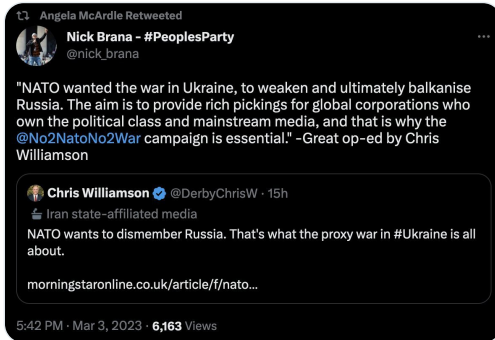 Angela McArdle Retweeted
Nick Brana - #PeoplesParty
@nick_brana
"NATO wanted the war in Ukraine, to weaken and ultimately balkanise
Russia. The aim is to provide rich pickings for global corporations who
own the political class and mainstream media, and that is why the
@No2NatoNo2War campaign is essential." -Great op-ed by Chris
Williamson
Chris Williamson @DerbyChrisW · 15h
Iran state-affiliated media
NATO wants to dismember Russia. That's what the proxy war in #Ukraine is all
about.
morningstaronline.co.uk/article/f/nato...
5:42 PM · Mar 3, 2023 · 6,163 Views